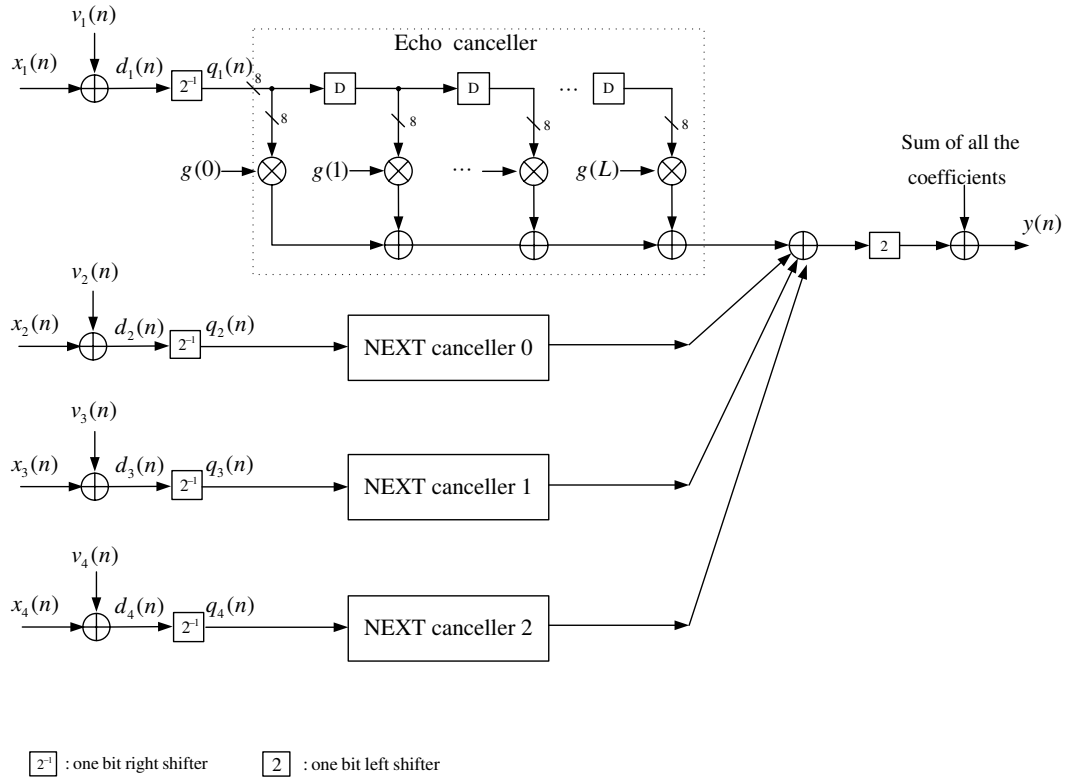 v₁(n)
Echo canceller
x₁(n) d₁(n) 2⁻¹ q₁(n) 8 D D ··· D
8 8 8 8
g(0) g(1) ··· g(L)
Sum of all the
coefficients
2 y(n)
v₂(n)
x₂(n) d₂(n) 2⁻¹ q₂(n) NEXT canceller 0
v₃(n)
x₃(n) d₃(n) 2⁻¹ q₃(n) NEXT canceller 1
v₄(n)
x₄(n) d₄(n) 2⁻¹ q₄(n) NEXT canceller 2
2⁻¹ : one bit right shifter 2 : one bit left shifter